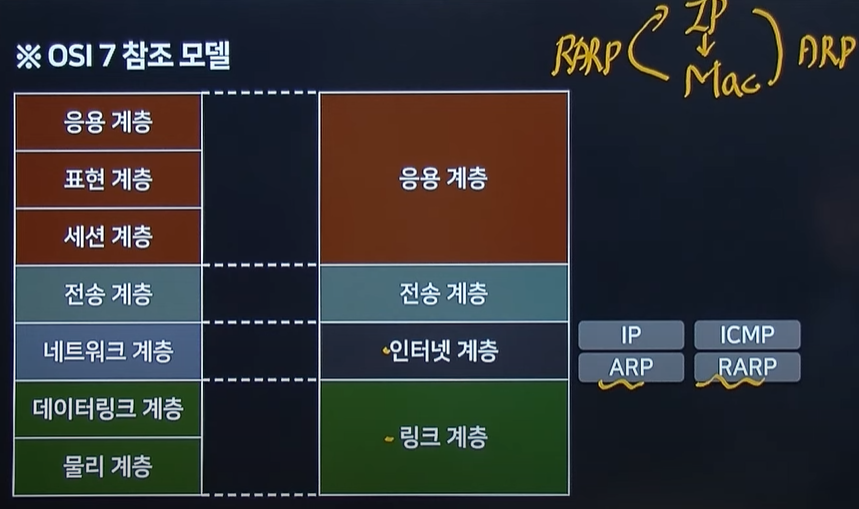 ※ OSI 7 참조 모델
RARP
IP
Mac
ARP
응용 계층
표현 계층
세션 계층
전송 계층
네트워크 계층
데이터링크 계층
물리 계층
응용 계층
전송 계층
인터넷 계층
링크 계층
IP
ICMP
ARP
RARP